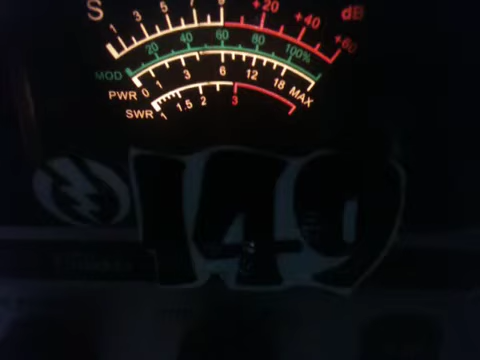 S 1 3 5 7 9 +20 +40 +60 dB
MOD 20 40 60 80 100%
PWR 0 1 3 6 12 18 MAX
SWR 1 1.5 2 3
149